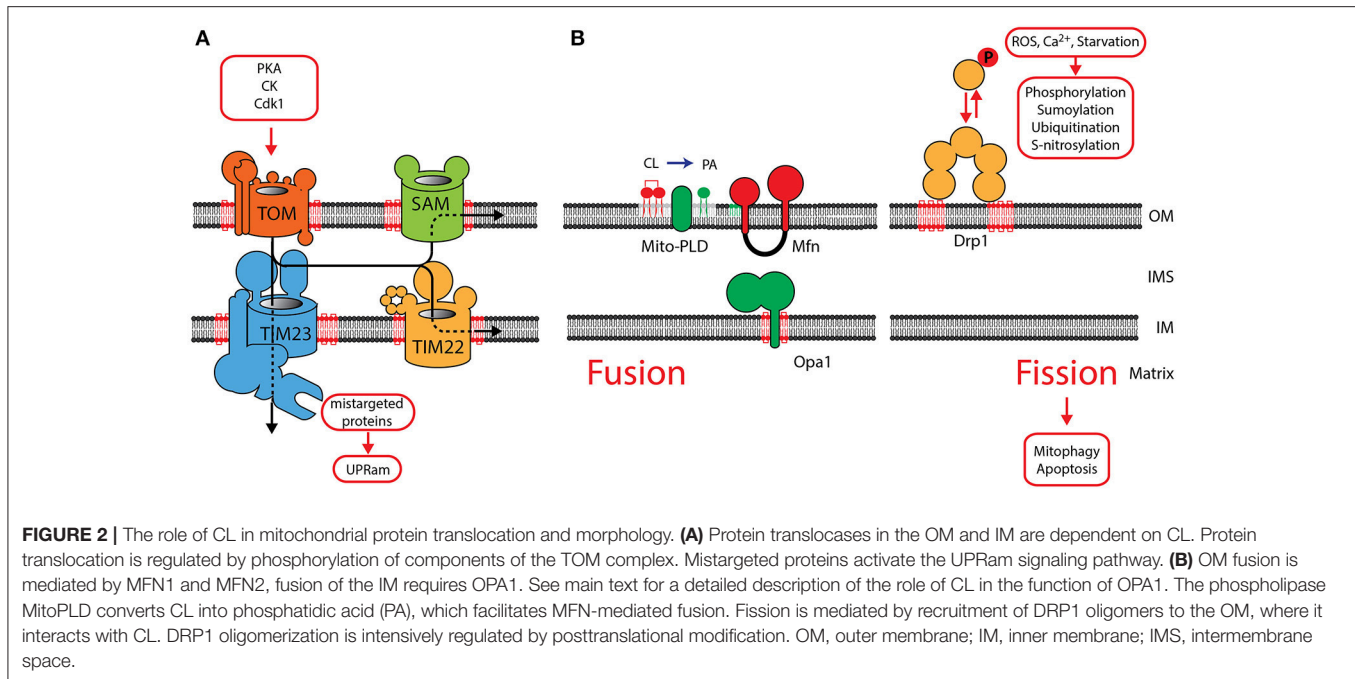 A
PKA
CK
Cdk1
TOM
SAM
TIM23
TIM22
mistargeted
proteins
UPRam
B
ROS, Ca2+, Starvation
P
Phosphorylation
Sumoylation
Ubiquitination
S-nitrosylation
CL
PA
Mito-PLD
Mfn
Drp1
OM
IMS
IM
Opa1
Fusion
Fission
Matrix
Mitophagy
Apoptosis
FIGURE 2 | The role of CL in mitochondrial protein translocation and morphology. (A) Protein translocases in the OM and IM are dependent on CL. Protein
translocation is regulated by phosphorylation of components of the TOM complex. Mistargeted proteins activate the UPRam signaling pathway. (B) OM fusion is
mediated by MFN1 and MFN2, fusion of the IM requires OPA1. See main text for a detailed description of the role of CL in the function of OPA1. The phospholipase
MitoPLD converts CL into phosphatidic acid (PA), which facilitates MFN-mediated fusion. Fission is mediated by recruitment of DRP1 oligomers to the OM, where it
interacts with CL. DRP1 oligomerization is intensively regulated by posttranslational modification. OM, outer membrane; IM, inner membrane; IMS, intermembrane
space.